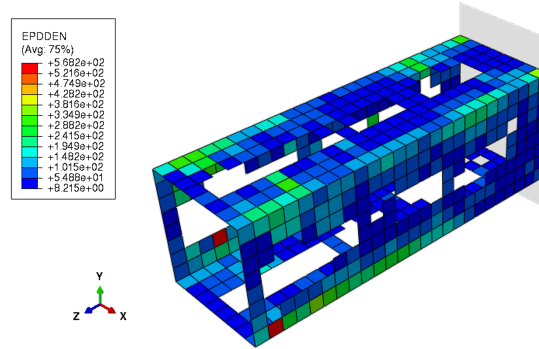 EPDDEN
(Avg: 75%)
+5.682e+02
+5.216e+02
+4.749e+02
+4.282e+02
+3.816e+02
+3.349e+02
+2.882e+02
+2.415e+02
+1.949e+02
+1.482e+02
+1.015e+02
+5.486e+01
+8.215e+00
Y
Z
X